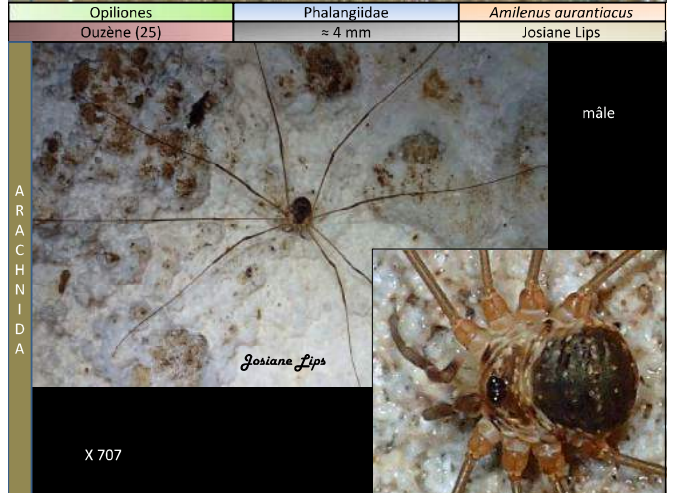 Opiliones Phalangiidae Amilenus aurantiacus
Ouzène (25) ≈ 4 mm Josiane Lips
ARACHNIDA
mâle
Josiane Lips
X 707